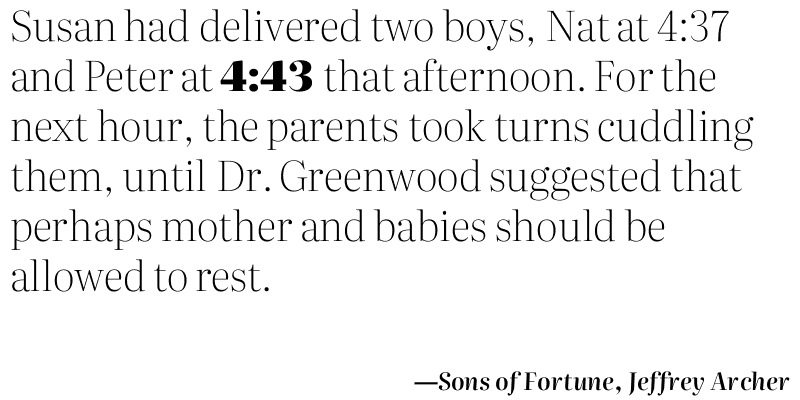 Susan had delivered two boys, Nat at 4:37
and Peter at 4:43 that afternoon. For the
next hour, the parents took turns cuddling
them, until Dr. Greenwood suggested that
perhaps mother and babies should be
allowed to rest.
—Sons of Fortune, Jeffrey Archer